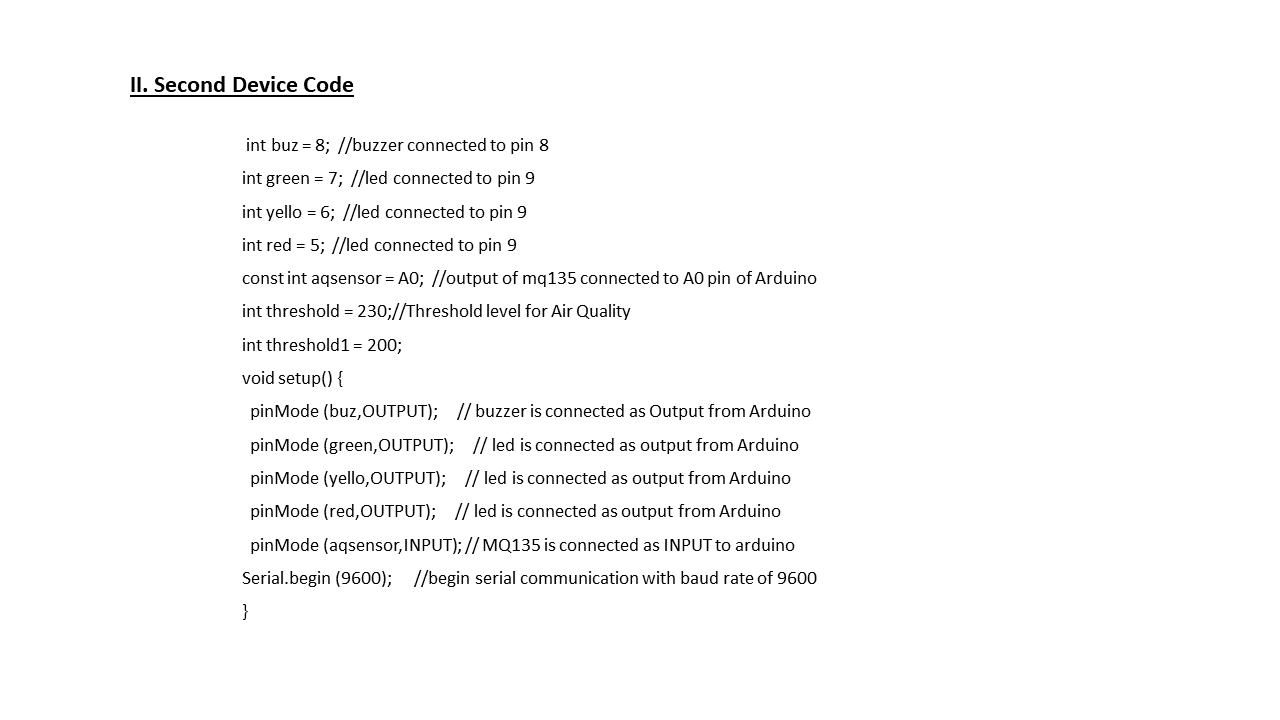 II. Second Device Code
int buz = 8;  //buzzer connected to pin 8
int green = 7;  //led connected to pin 9
int yello = 6;  //led connected to pin 9
int red = 5;  //led connected to pin 9
const int aqsensor = A0;  //output of mq135 connected to A0 pin of Arduino
int threshold = 230;//Threshold level for Air Quality
int threshold1 = 200;
void setup() {
  pinMode (buz,OUTPUT);     // buzzer is connected as Output from Arduino
  pinMode (green,OUTPUT);     // led is connected as output from Arduino
  pinMode (yello,OUTPUT);     // led is connected as output from Arduino
  pinMode (red,OUTPUT);     // led is connected as output from Arduino
  pinMode (aqsensor,INPUT); // MQ135 is connected as INPUT to arduino
Serial.begin (9600);      //begin serial communication with baud rate of 9600
}